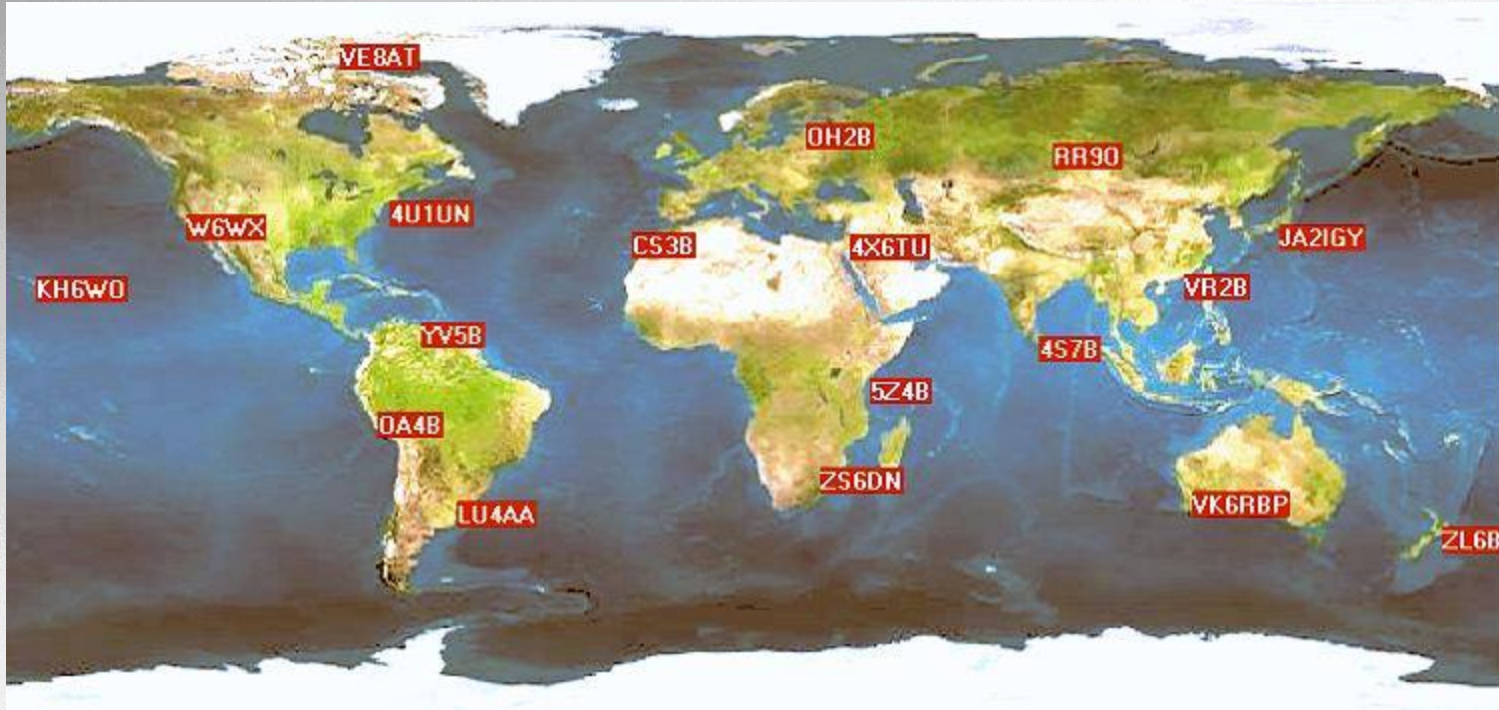 VE8AT
OH2B
RR9O
4U1UN
W6WX
CS3B
4X6TU
JA2IGY
KH6WO
VR2B
YV5B
4S7B
5Z4B
OA4B
ZS6DN
VK6RBP
LU4AA
ZL6B